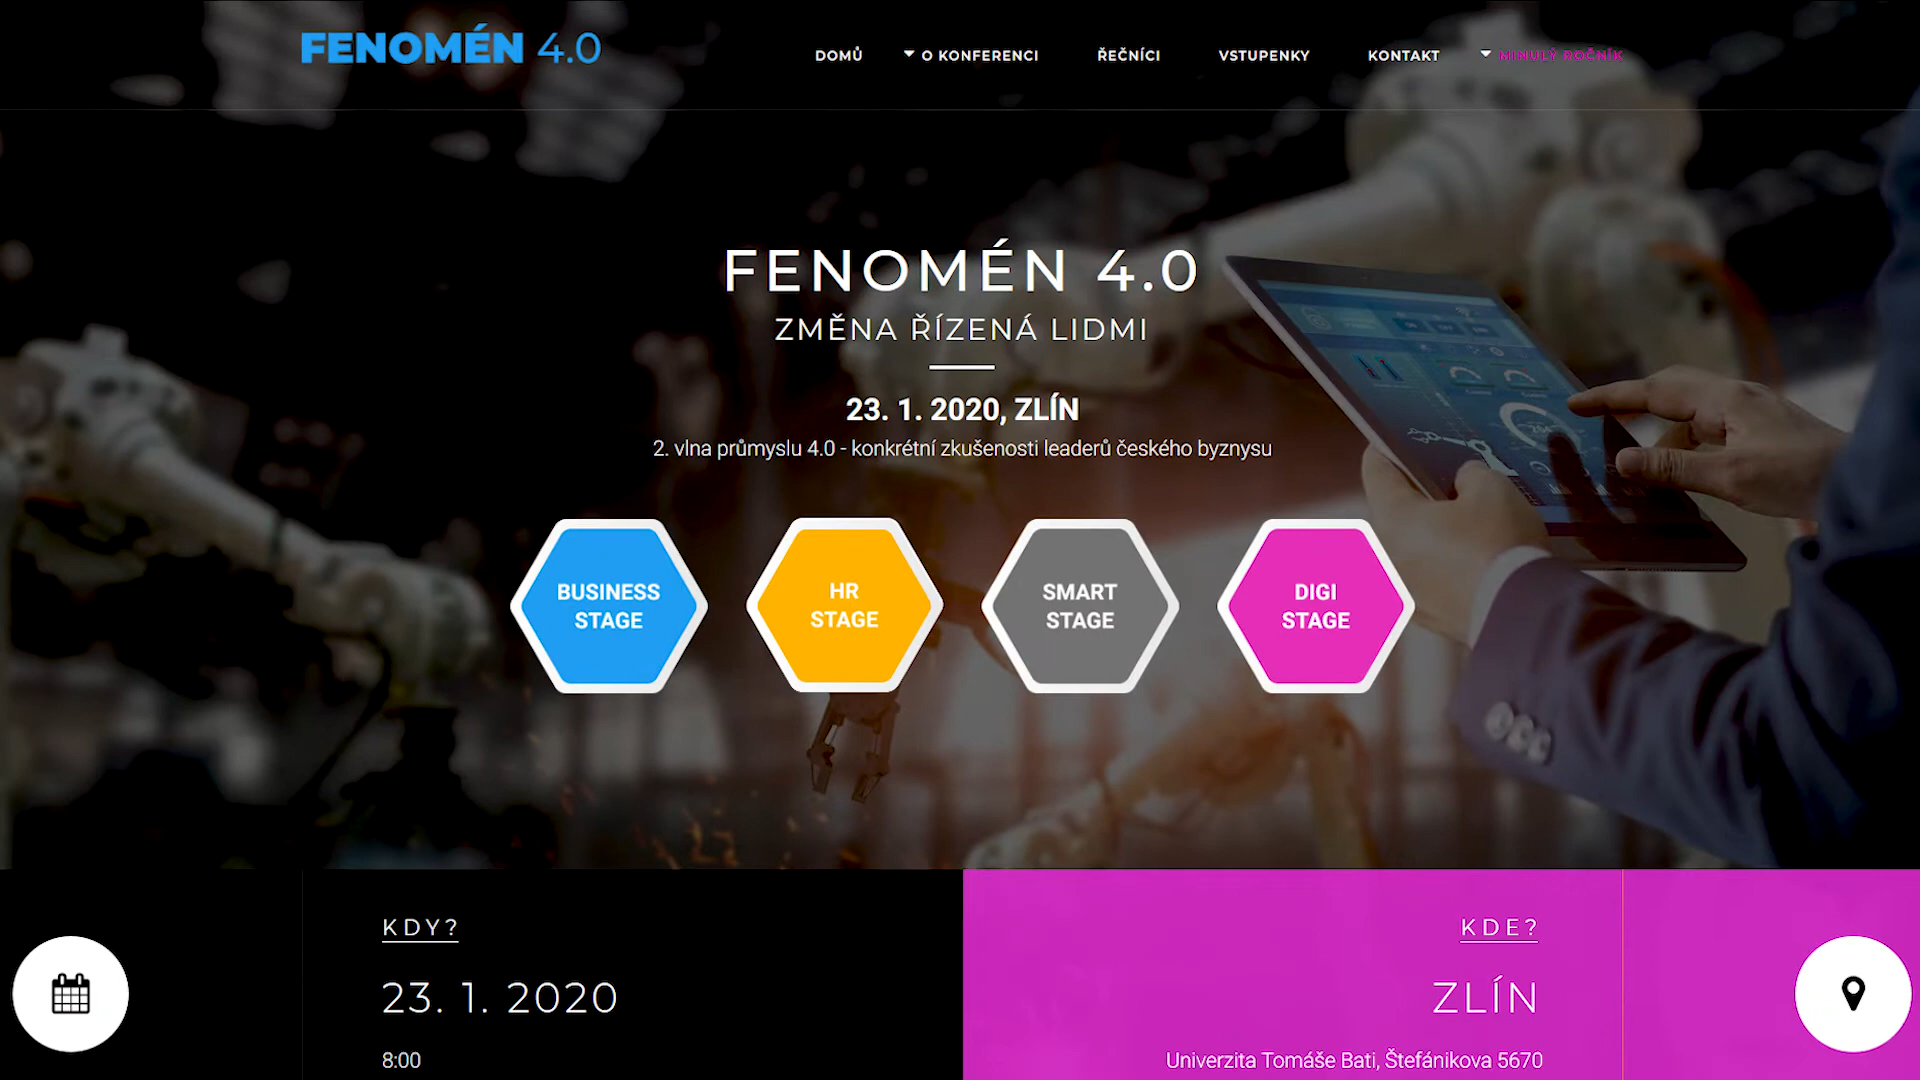 FENOMÉN 4.0
DOMŮ
O KONFERENCI
ŘEČNÍCI
VSTUPENKY
KONTAKT
MINULÝ ROČNÍK
FENOMÉN 4.0
ZMĚNA ŘÍZENÁ LIDMI
23. 1. 2020, ZLÍN
2. vlna průmyslu 4.0 - konkrétní zkušenosti leaderů českého byznysu
BUSINESS
STAGE
HR
STAGE
SMART
STAGE
DIGI
STAGE
KDY?
23. 1. 2020
8:00
KDE?
ZLÍN
Univerzita Tomáše Bati, Štefánikova 5670